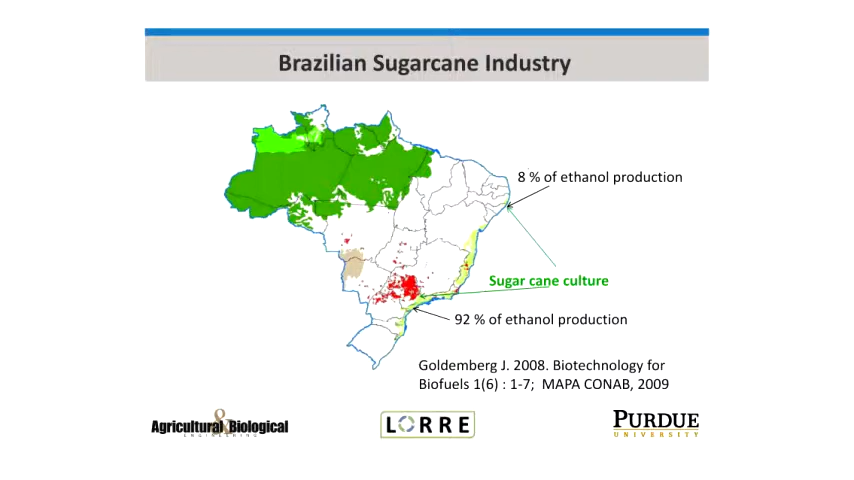 Brazilian Sugarcane Industry
8 % of ethanol production
Sugar cane culture
92 % of ethanol production
Goldemberg J. 2008. Biotechnology for
Biofuels 1(6) : 1-7; MAPA CONAB, 2009
Agricultural & Biological
ENGINEERING
LORRE
PURDUE
UNIVERSITY